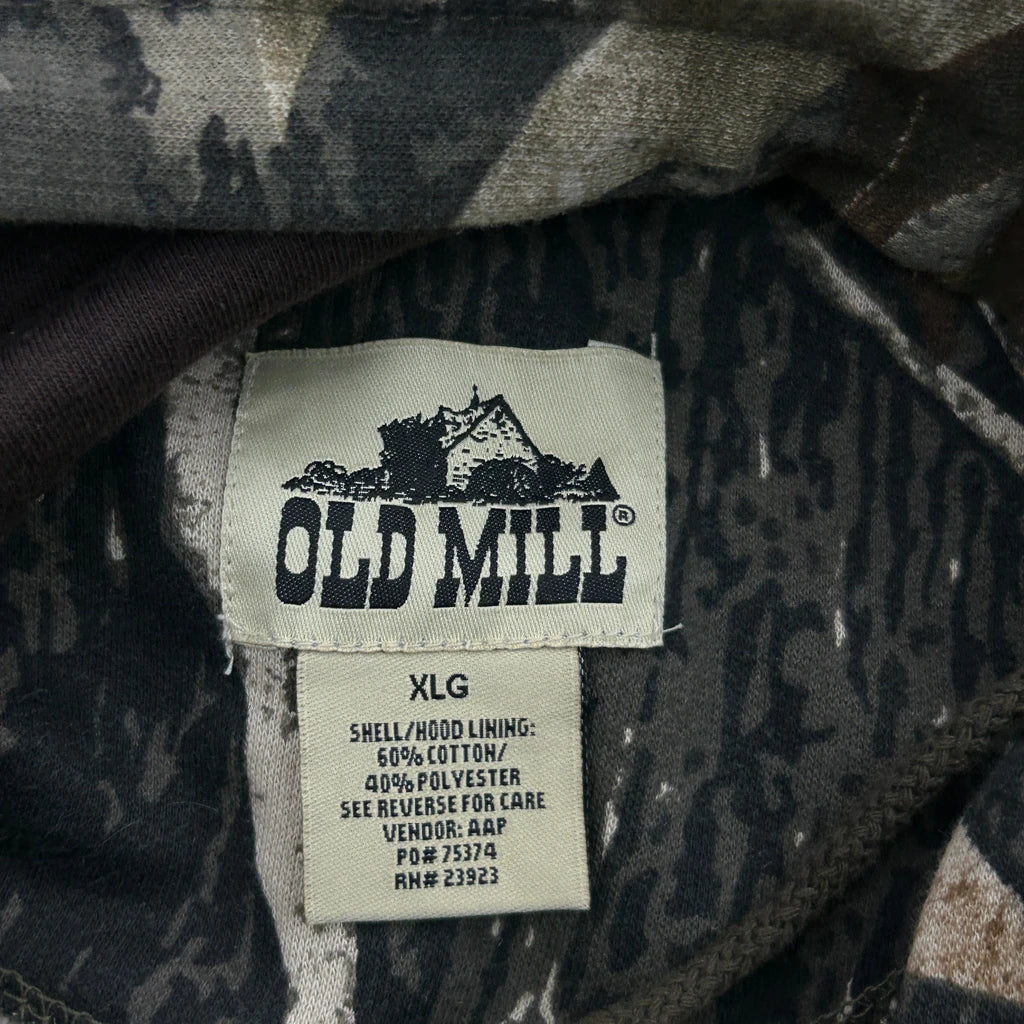 OLD MILL®
XLG
SHELL/HOOD LINING:
60% COTTON/
40% POLYESTER
SEE REVERSE FOR CARE
VENDOR: AAP
PO# 75374
RN# 23923